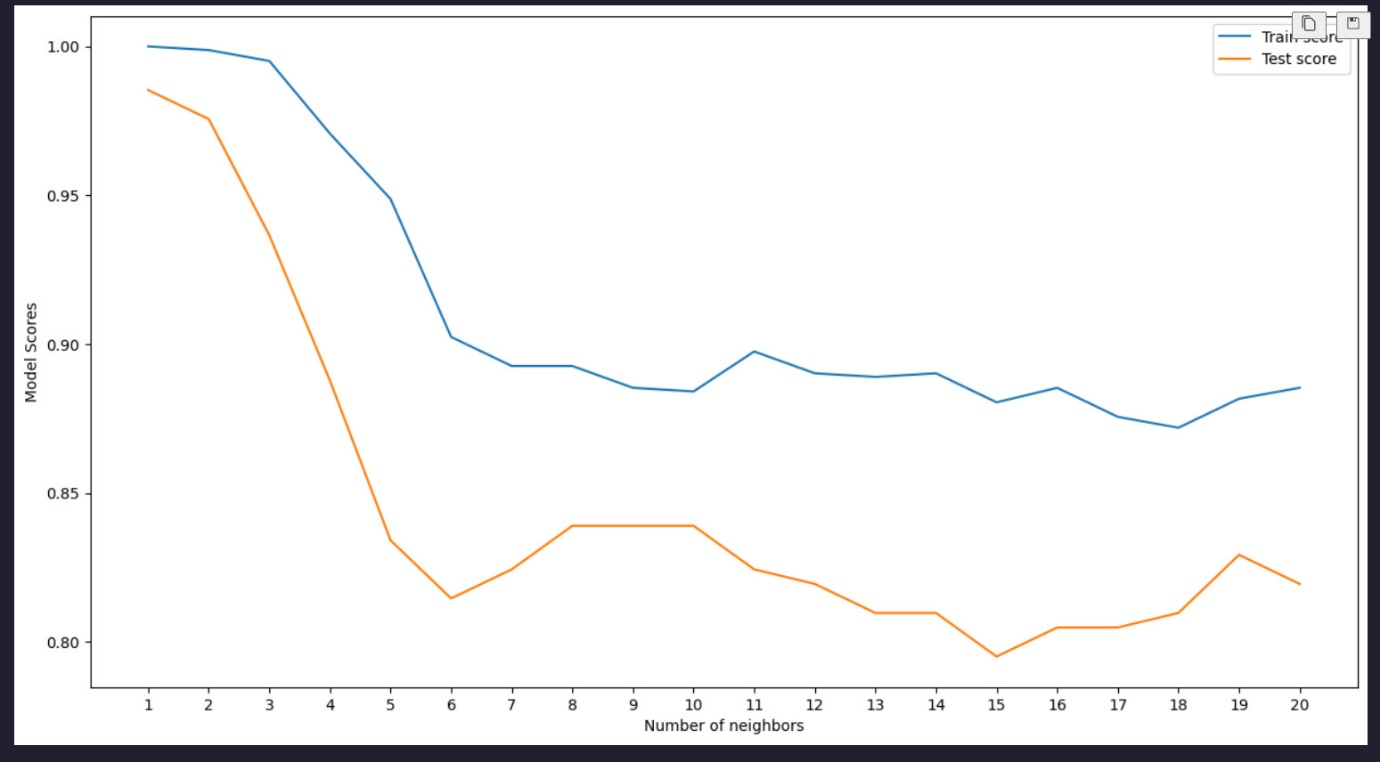 Train score
Test score
1.00
0.95
0.90
0.85
0.80
Model Scores
1 2 3 4 5 6 7 8 9 10 11 12 13 14 15 16 17 18 19 20
Number of neighbors